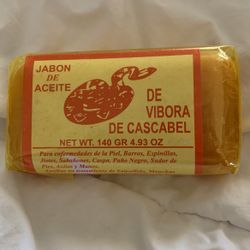 JABON
DE
ACEITE
DE
VIBORA
DE CASCABEL
NET WT. 140 GR 4.93 OZ
Para enfermedades de la Piel, Barros, Espinillas,
Jiotes, Sabañones, Caspa, Paño Negro, Sudor de
Pies, Axilas y Manos.